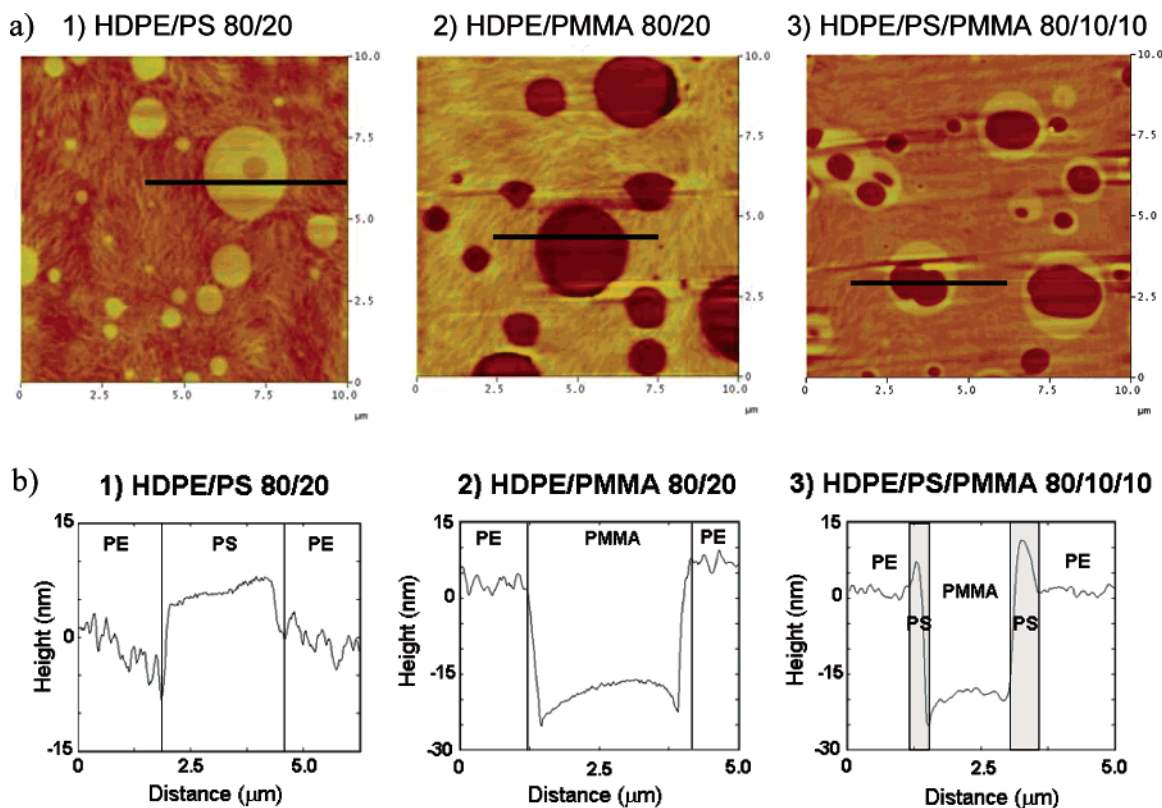 a) 1) HDPE/PS 80/20 2) HDPE/PMMA 80/20 3) HDPE/PS/PMMA 80/10/10
10.0 10.0 10.0
7.5 7.5 7.5
5.0 5.0 5.0
2.5 2.5 2.5
0 0 0
0 2.5 5.0 7.5 10.0 0 2.5 5.0 7.5 10.0 0 2.5 5.0 7.5 10.0
μm μm μm
b) 1) HDPE/PS 80/20 2) HDPE/PMMA 80/20 3) HDPE/PS/PMMA 80/10/10
15 15 15
PE PS PE PE PMMA PE PE PMMA PE
PS PS
0 0 0
-15 -15
-15 -30 -30
Height (nm) Height (nm) Height (nm)
0 2.5 5.0 0 2.5 5.0 0 2.5 5.0
Distance (μm) Distance (μm) Distance (μm)